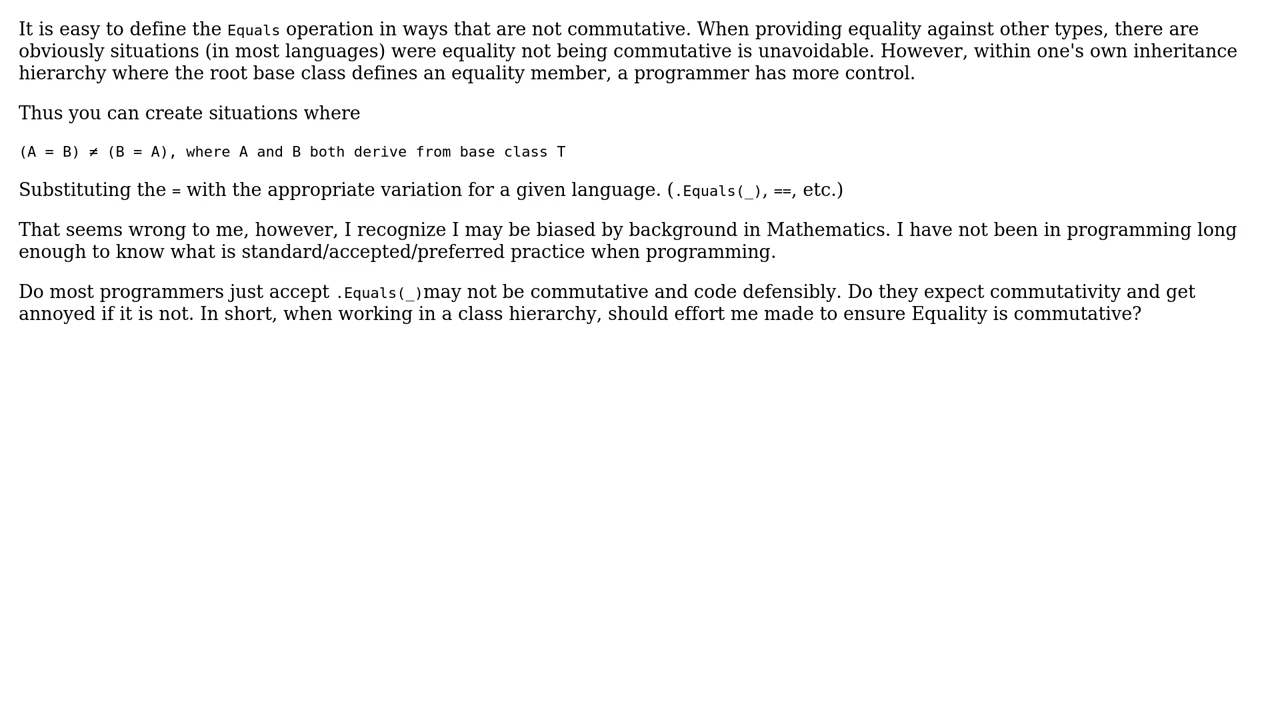 It is easy to define the Equals operation in ways that are not commutative. When providing equality against other types, there are
obviously situations (in most languages) were equality not being commutative is unavoidable. However, within one's own inheritance
hierarchy where the root base class defines an equality member, a programmer has more control.
Thus you can create situations where
(A = B) ≠ (B = A), where A and B both derive from base class T
Substituting the = with the appropriate variation for a given language. (.Equals(_), ==, etc.)
That seems wrong to me, however, I recognize I may be biased by background in Mathematics. I have not been in programming long
enough to know what is standard/accepted/preferred practice when programming.
Do most programmers just accept .Equals(_)may not be commutative and code defensibly. Do they expect commutativity and get
annoyed if it is not. In short, when working in a class hierarchy, should effort me made to ensure Equality is commutative?